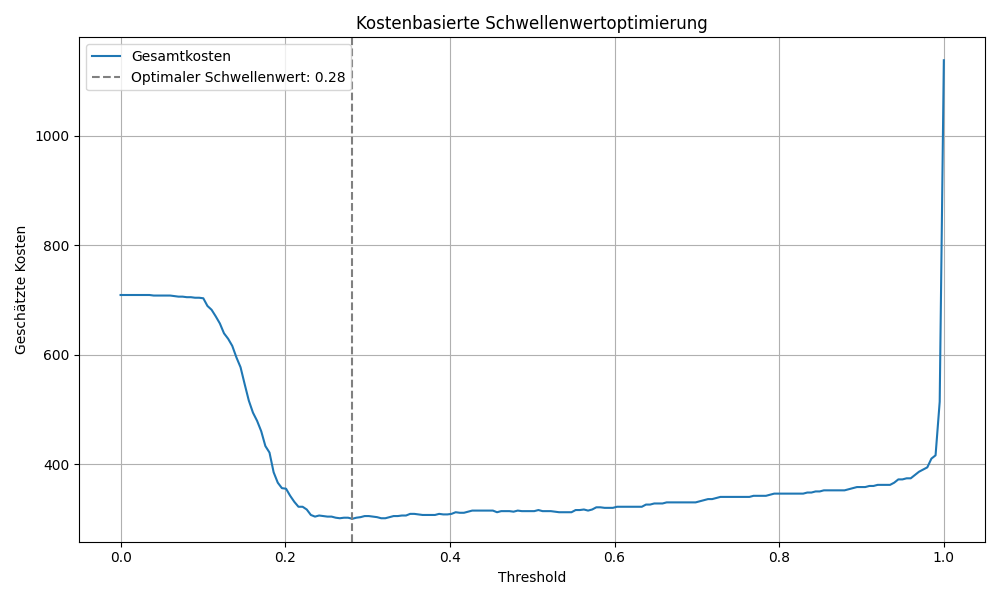 Kostenbasierte Schwellenwertoptimierung
Gesamtkosten
Optimaler Schwellenwert: 0.28
Geschätzte Kosten
1000
800
600
400
0.0 0.2 0.4 0.6 0.8 1.0
Threshold